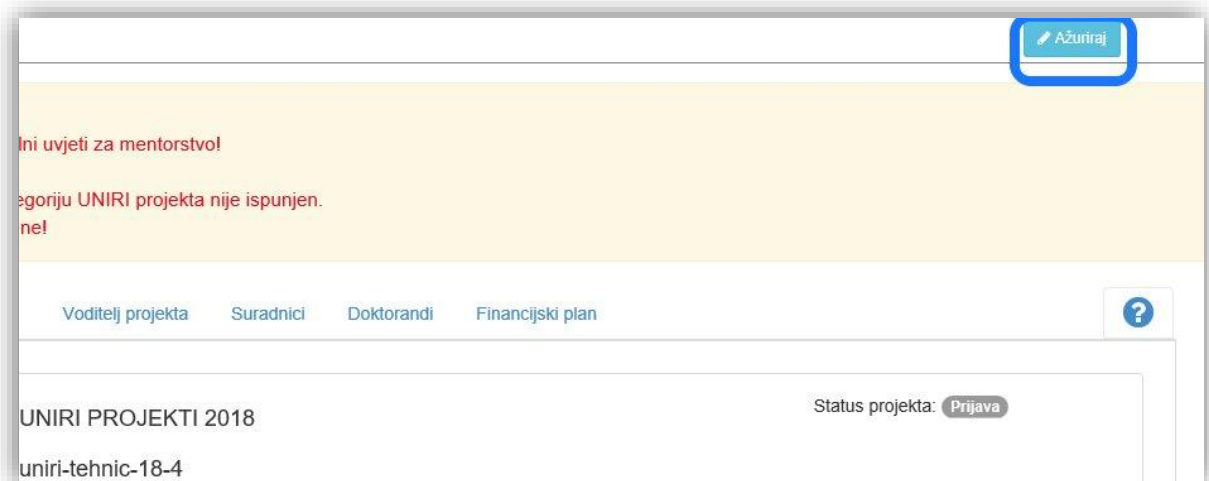 Ažuriraj
lni uvjeti za mentorstvo!
egoriju UNIRI projekta nije ispunjen.
ne!
Voditelj projekta Suradnici Doktorandi Financijski plan ?
UNIRI PROJEKTI 2018 Status projekta: Prijava
uniri-tehnic-18-4